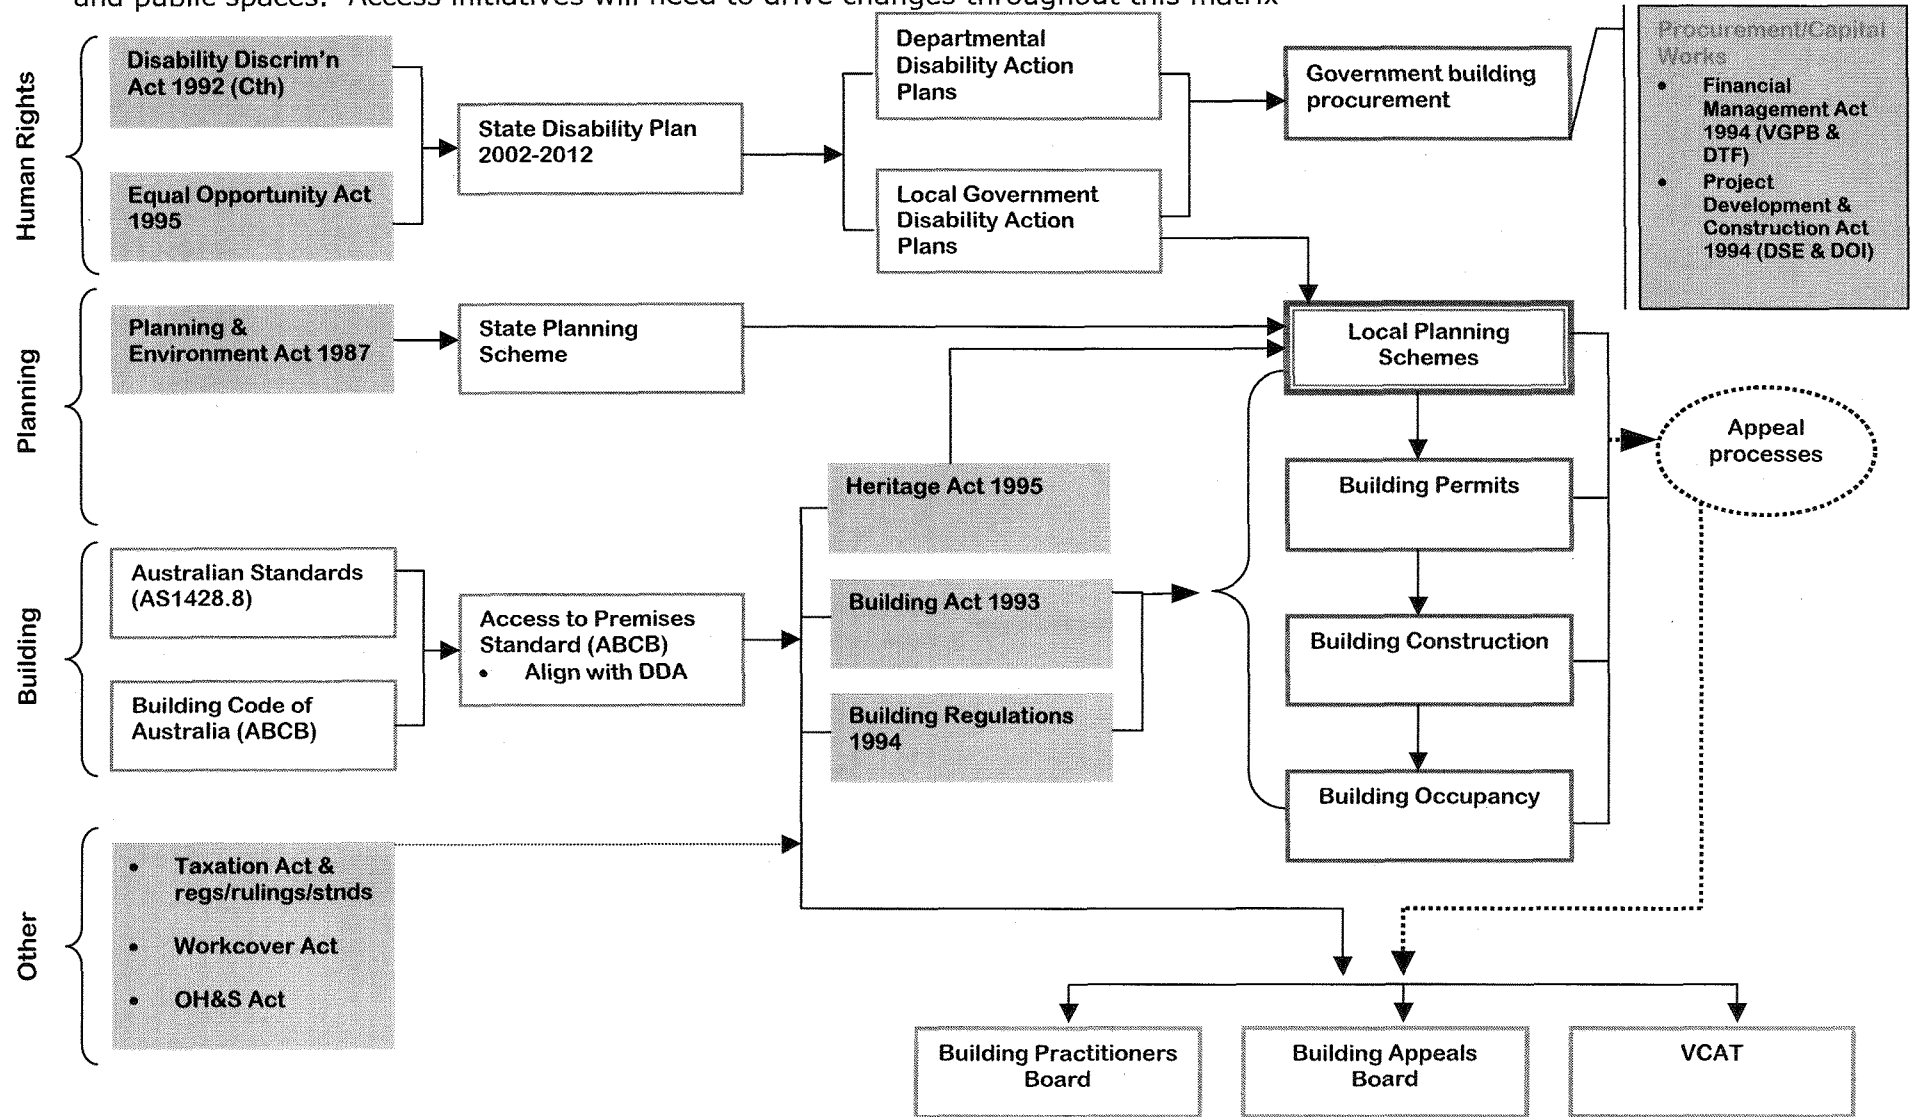 and public spaces. Access initiatives will need to drive changes throughout this matrix
Human Rights
Disability Discrim'n
Act 1992 (Cth)
Equal Opportunity Act
1995
State Disability Plan
2002-2012
Departmental
Disability Action
Plans
Local Government
Disability Action
Plans
Government building
procurement
Procurement/Capital
Works
• Financial
Management Act
1994 (VGPB &
DTF)
• Project
Development &
Construction Act
1994 (DSE & DOI)
Planning
Planning &
Environment Act 1987
State Planning
Scheme
Local Planning
Schemes
Appeal
processes
Heritage Act 1995
Building Permits
Building
Australian Standards
(AS1428.8)
Building Code of
Australia (ABCB)
Access to Premises
Standard (ABCB)
• Align with DDA
Building Act 1993
Building Regulations
1994
Building Construction
Building Occupancy
Other
• Taxation Act &
regs/rulings/stnds
• Workcover Act
• OH&S Act
Building Practitioners
Board
Building Appeals
Board
VCAT